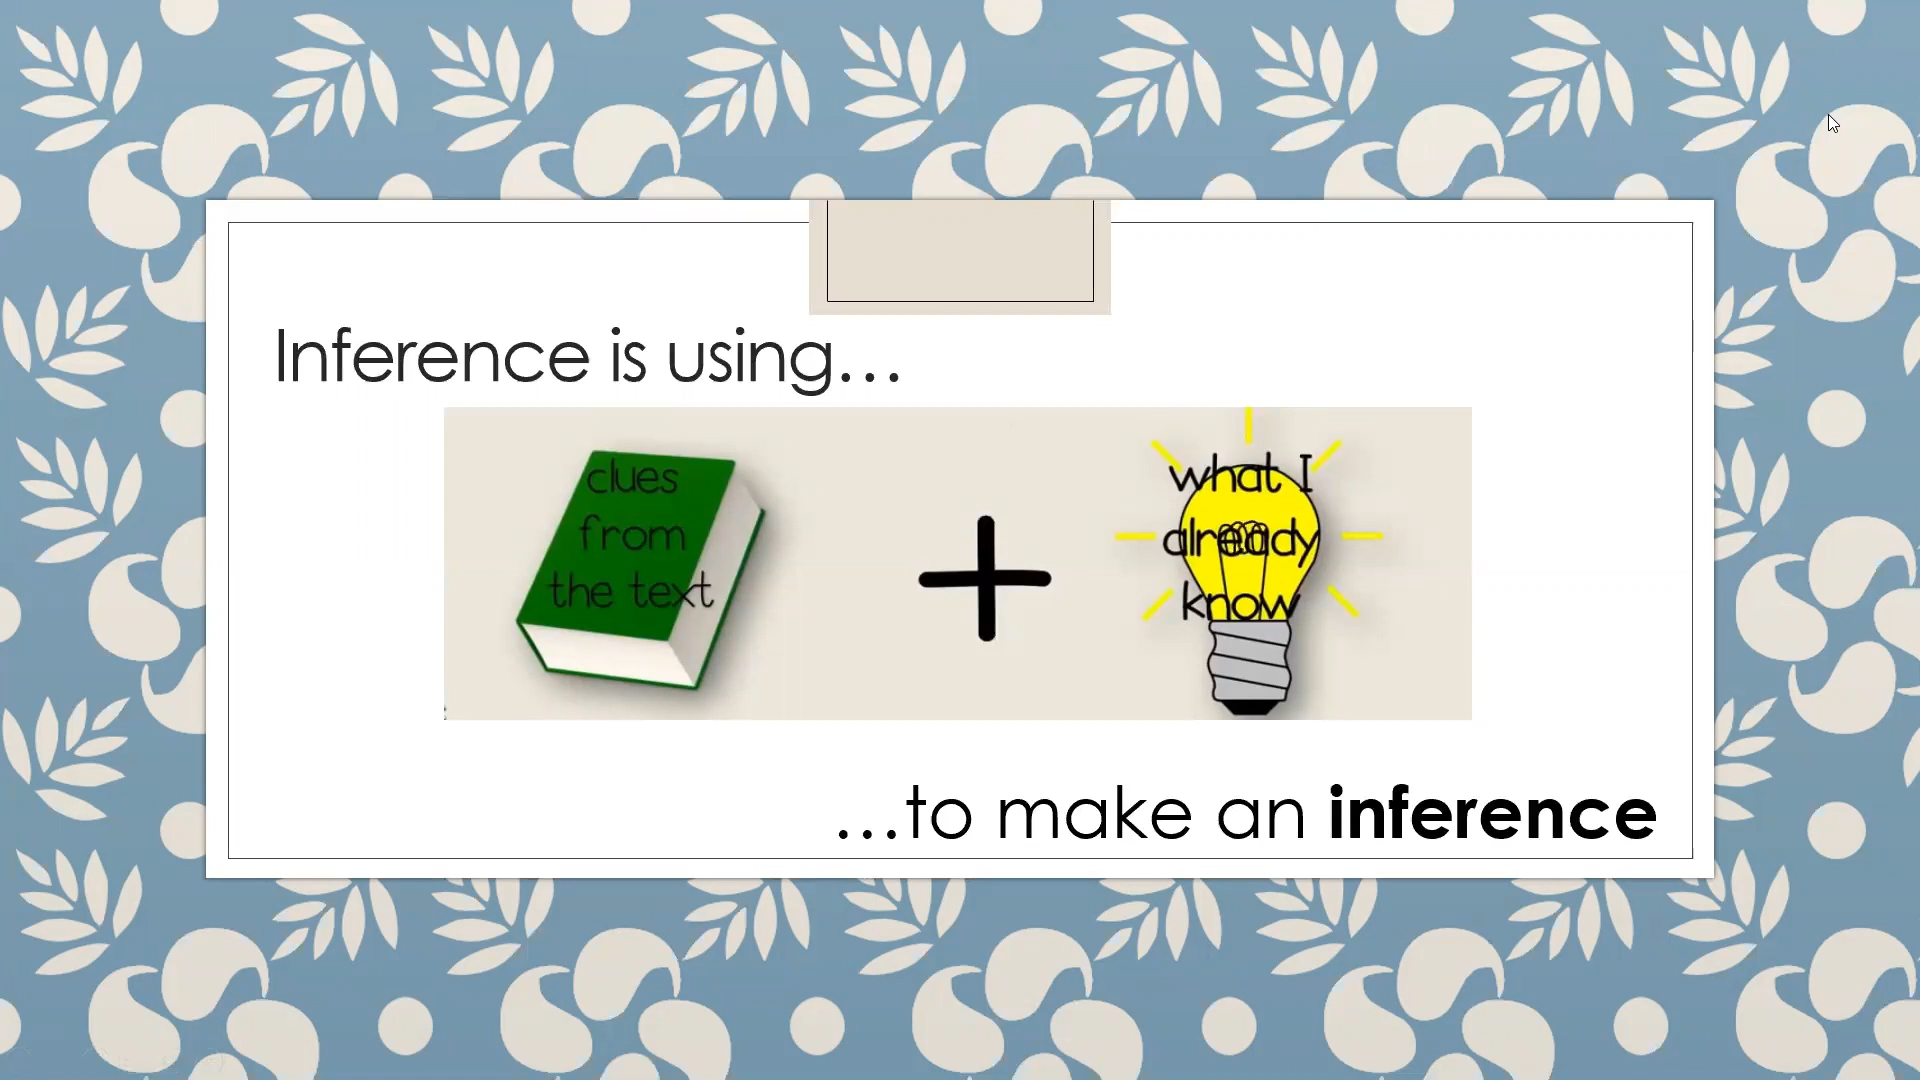 Inference is using...
clues
from
the text
+
what I
already
know
...to make an inference